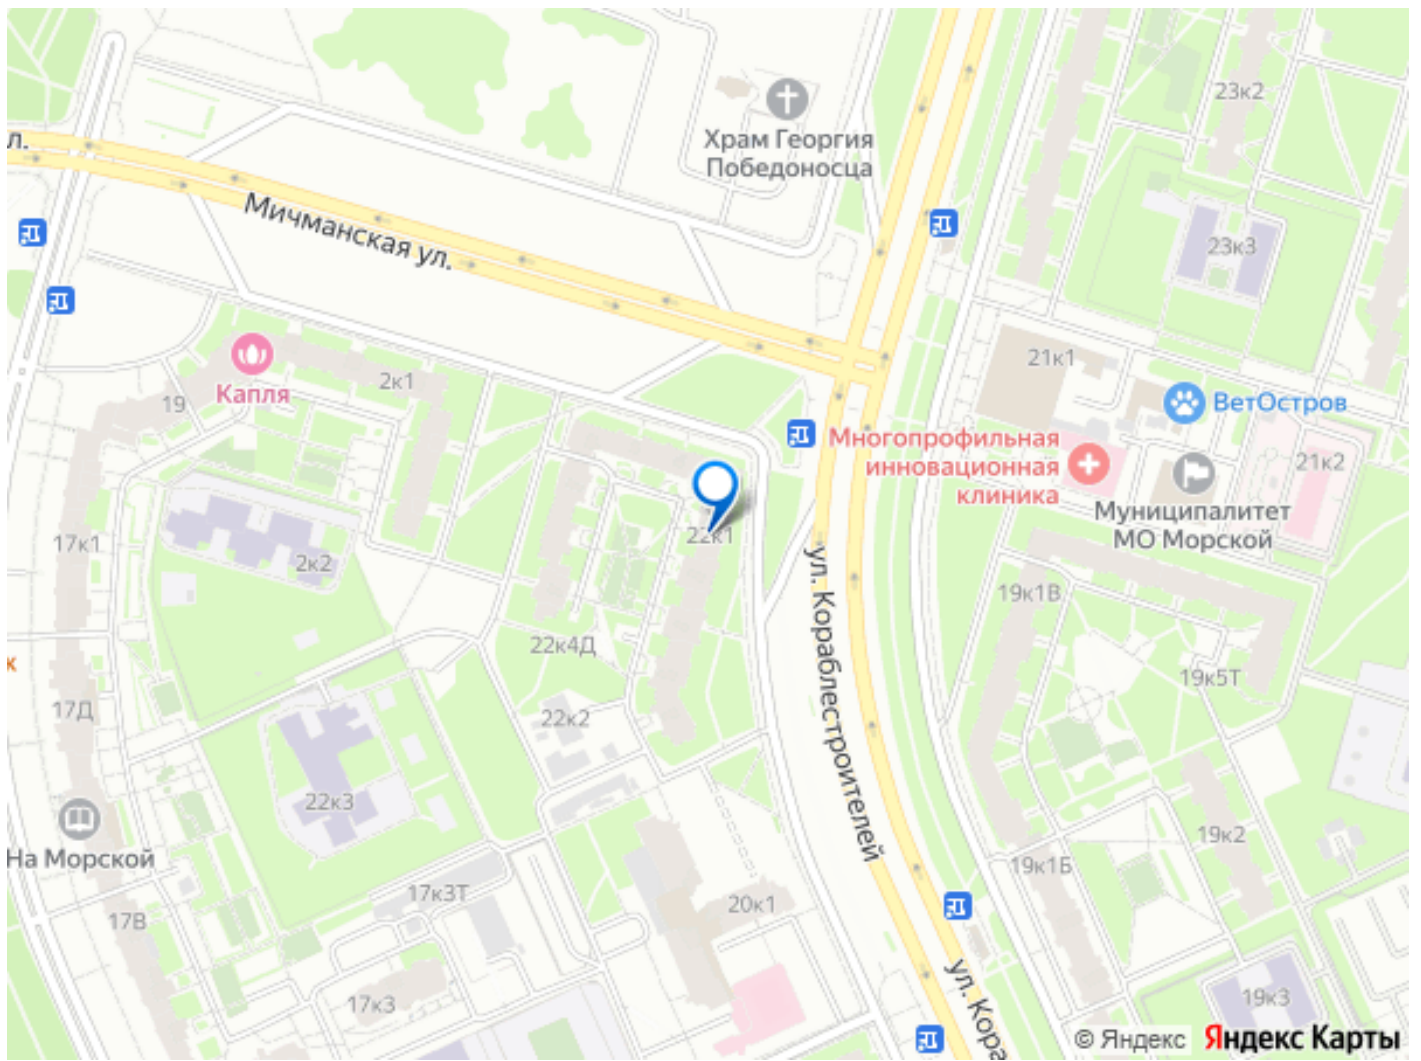 23к2
Храм Георгия
Победоносца
л.
Мичманская ул.
23к3
21к1
2к1
Капля
19
ВетОстров
Многопрофильная
инновационная
клиника
21к2
Муниципалитет
МО Морской
22к1
17к1
2к2
19к1В
ул. Кораблестроителей
22к4Д
к
19к5Т
17Д
22к2
22к3
На Морской
19к2
19к1Б
17к3Т
20к1
17В
17к3
19к3
ул. Кора
© Яндекс
Яндекс Карты